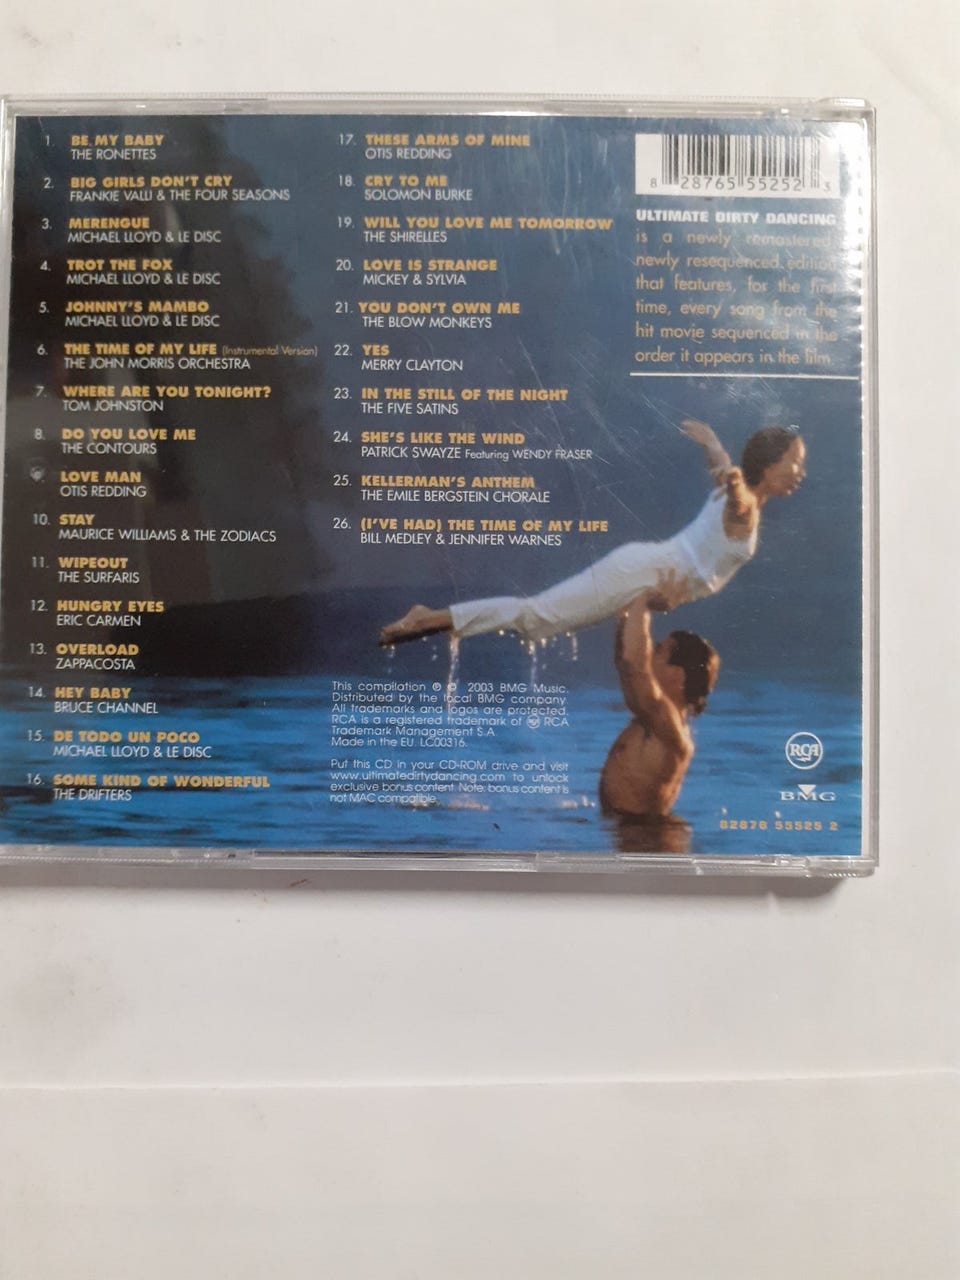 1. BE MY BABY
THE RONETTES
2. BIG GIRLS DON'T CRY
FRANKIE VALLI & THE FOUR SEASONS
3. MERENGUE
MICHAEL LLOYD & LE DISC
4. TROT THE FOX
MICHAEL LLOYD & LE DISC
5. JOHNNY'S MAMBO
MICHAEL LLOYD & LE DISC
6. THE TIME OF MY LIFE (Instrumental Version)
THE JOHN MORRIS ORCHESTRA
7. WHERE ARE YOU TONIGHT?
TOM JOHNSTON
8. DO YOU LOVE ME
THE CONTOURS
LOVE MAN
OTIS REDDING
10. STAY
MAURICE WILLIAMS & THE ZODIACS
11. WIPEOUT
THE SURFARIS
12. HUNGRY EYES
ERIC CARMEN
13. OVERLOAD
ZAPPACOSTA
14. HEY BABY
BRUCE CHANNEL
15. DE TODO UN POCO
MICHAEL LLOYD & LE DISC
16. SOME KIND OF WONDERFUL
THE DRIFTERS
17. THESE ARMS OF MINE
OTIS REDDING
18. CRY TO ME
SOLOMON BURKE
19. WILL YOU LOVE ME TOMORROW
THE SHIRELLES
20. LOVE IS STRANGE
MICKEY & SYLVIA
21. YOU DON'T OWN ME
THE BLOW MONKEYS
22. YES
MERRY CLAYTON
23. IN THE STILL OF THE NIGHT
THE FIVE SATINS
24. SHE'S LIKE THE WIND
PATRICK SWAYZE Featuring WENDY FRASER
25. KELLERMAN'S ANTHEM
THE EMILE BERGSTEIN CHORALE
26. (I'VE HAD) THE TIME OF MY LIFE
BILL MEDLEY & JENNIFER WARNES
This compilation ℗ © 2003 BMG Music.
Distributed by the local BMG company.
All trademarks and logos are protected.
RCA is a registered trademark of RCA
Trademark Management S.A
Made in the EU. LC00316.
Put this CD in your CD-ROM drive and visit
www.ultimatedirtydancing.com to unlock
exclusive bonus content. Note: bonus content is
not MAC compatible.
8 28765 55252 3
ULTIMATE DIRTY DANCING
is a newly remastered,
newly resequenced edition
that features, for the first
time, every song from the
hit movie sequenced in the
order it appears in the film.
RCA
BMG
82876 55525 2